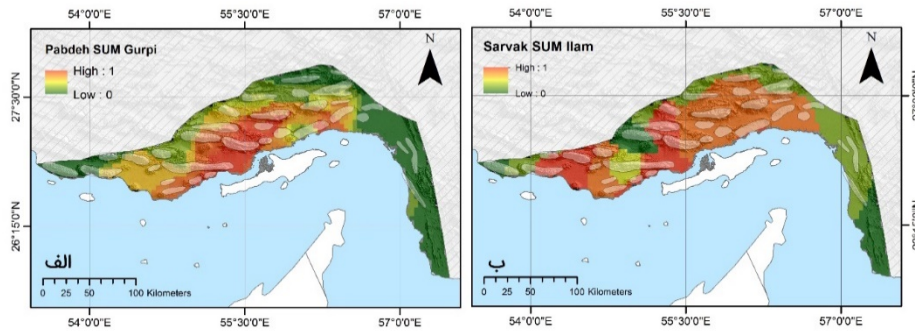 54°0'0"E 55°30'0"E 57°0'0"E
Pabdeh SUM Gurpi
N
High : 1
Low : 0
27°30'0"N
26°15'0"N
الف
0 25 50 100 Kilometers
54°0'0"E 55°30'0"E 57°0'0"E
54°0'0"E 55°30'0"E 57°0'0"E
Sarvak SUM Ilam
N
High : 1
Low : 0
ب
0 25 50 100 Kilometers
54°0'0"E 55°30'0"E 57°0'0"E